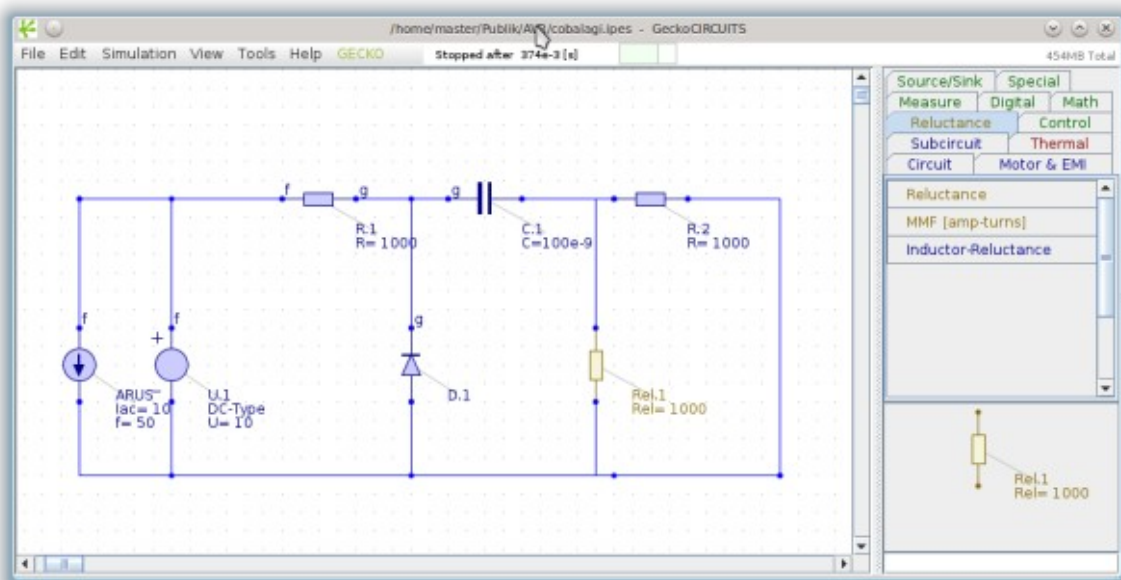 /home/master/Publik/AVR/cobalagi.ipes - GeckoCIRCUITS
File Edit Simulation View Tools Help GECKO Stopped after 374e-3 [s] 454MB Total
Source/Sink Special
Measure Digital Math
Reluctance Control
Subcircuit Thermal
Circuit Motor & EMI
Reluctance
MMF [amp-turns]
Inductor-Reluctance
f g g
R.1
R= 1000
C.1
C=100e-9
R.2
R= 1000
f f g
+
ARUS~
Iac= 10
f= 50
U.1
DC-Type
U= 10
D.1
Rel.1
Rel= 1000
Rel.1
Rel= 1000